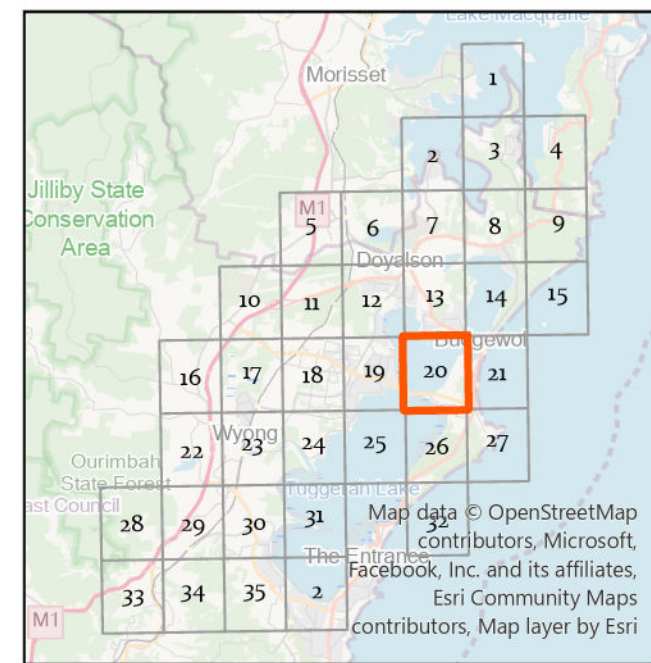 Lake Macquarie
Morisset
1
2
3
4
Jilliby State
Conservation
Area
M1
5
6
7
8
9
Doyalson
10
11
12
13
14
15
Budgewoi
16
17
18
19
20
21
Wyong
22
23
24
25
26
27
Ourimbah
State Forest
ast Council
Tuggerah Lake
28
29
30
31
32
The Entrance
33
34
35
2
M1
Map data © OpenStreetMap
contributors, Microsoft,
Facebook, Inc. and its affiliates,
Esri Community Maps
contributors, Map layer by Esri